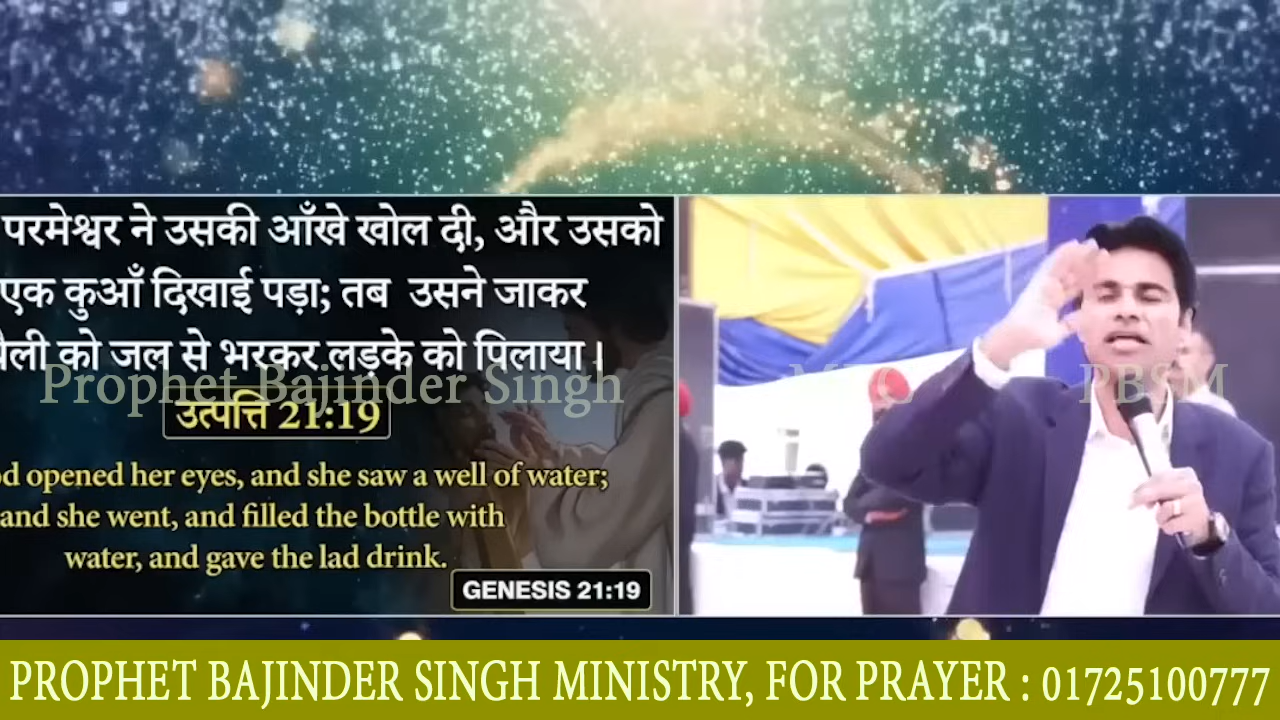 परमेश्वर ने उसकी आँखे खोल दी, और उसको
एक कुआँ दिखाई पड़ा; तब उसने जाकर
को जल से भरकर लड़के को पिलाया।
Prophet Bajinder Singh
PBSM
उत्पत्ति 21:19
opened her eyes, and she saw a well of water;
and she went, and filled the bottle with
water, and gave the lad drink.
GENESIS 21:19
PROPHET BAJINDER SINGH MINISTRY, FOR PRAYER : 01725100777